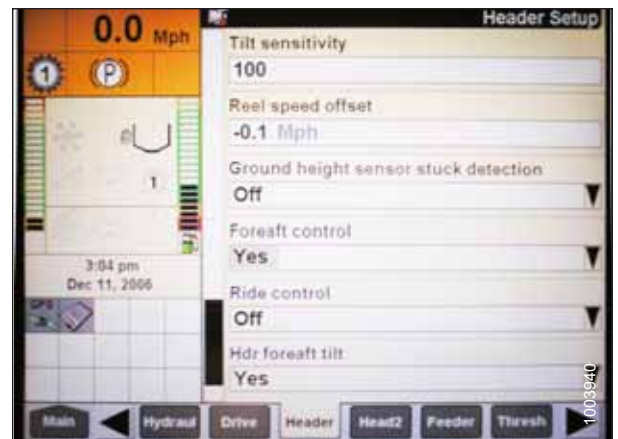 0.0 Mph
Header Setup
1
(P)
Tilt sensitivity
100
Reel speed offset
-0.1 Mph
Ground height sensor stuck detection
Off
1
Foreaft control
Yes
3:04 pm
Dec 11, 2006
Ride control
Off
GPS
Hdr foreaft tilt
Yes
1003940
Main
Hydraul
Drive
Header
Head2
Feeder
Thresh